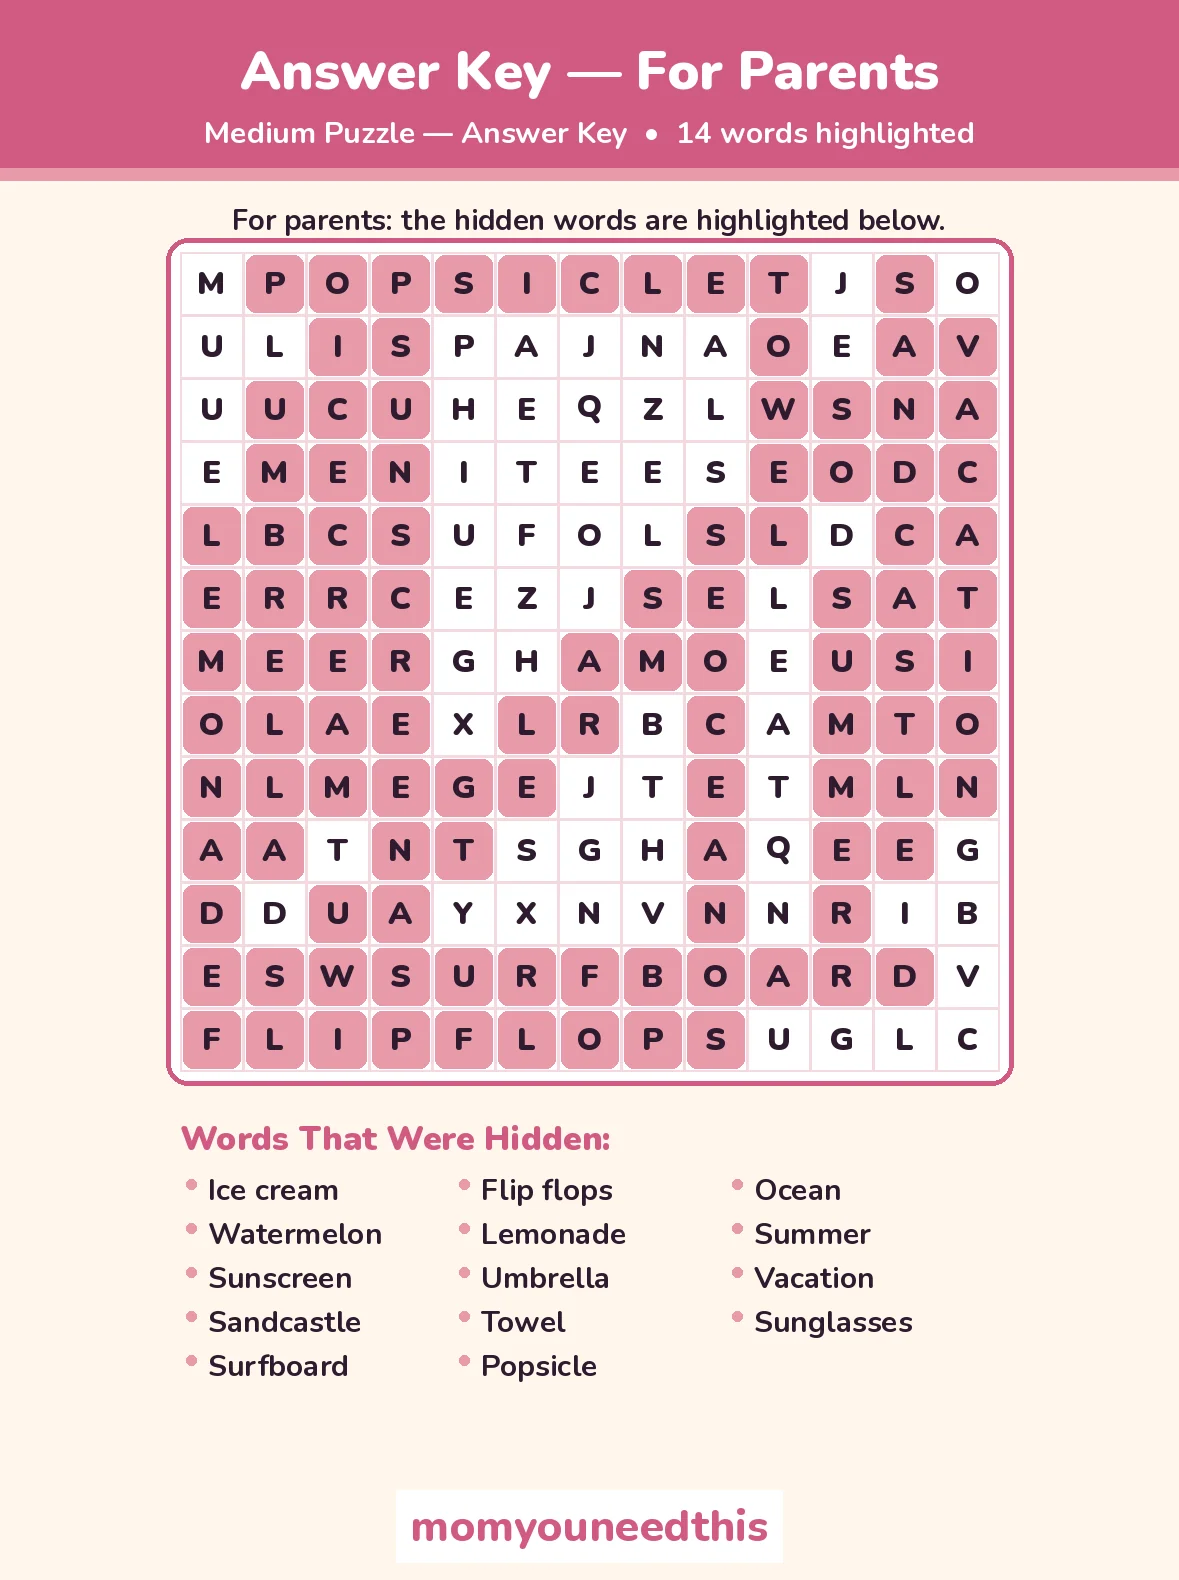 Answer Key — For Parents
Medium Puzzle — Answer Key • 14 words highlighted
For parents: the hidden words are highlighted below.
M P O P S I C L E T J S O
U L I S P A J N A O E A V
U U C U H E Q Z L W S N A
E M E N I T E E S E O D C
L B C S U F O L S L D C A
E R R C E Z J S E L S A T
M E E R G H A M O E U S I
O L A E X L R B C A M T O
N L M E G E J T E T M L N
A A T N T S G H A Q E E G
D D U A Y X N V N N R I B
E S W S U R F B O A R D V
F L I P F L O P S U G L C
Words That Were Hidden:
• Ice cream
• Watermelon
• Sunscreen
• Sandcastle
• Surfboard
• Flip flops
• Lemonade
• Umbrella
• Towel
• Popsicle
• Ocean
• Summer
• Vacation
• Sunglasses
momyouneedthis